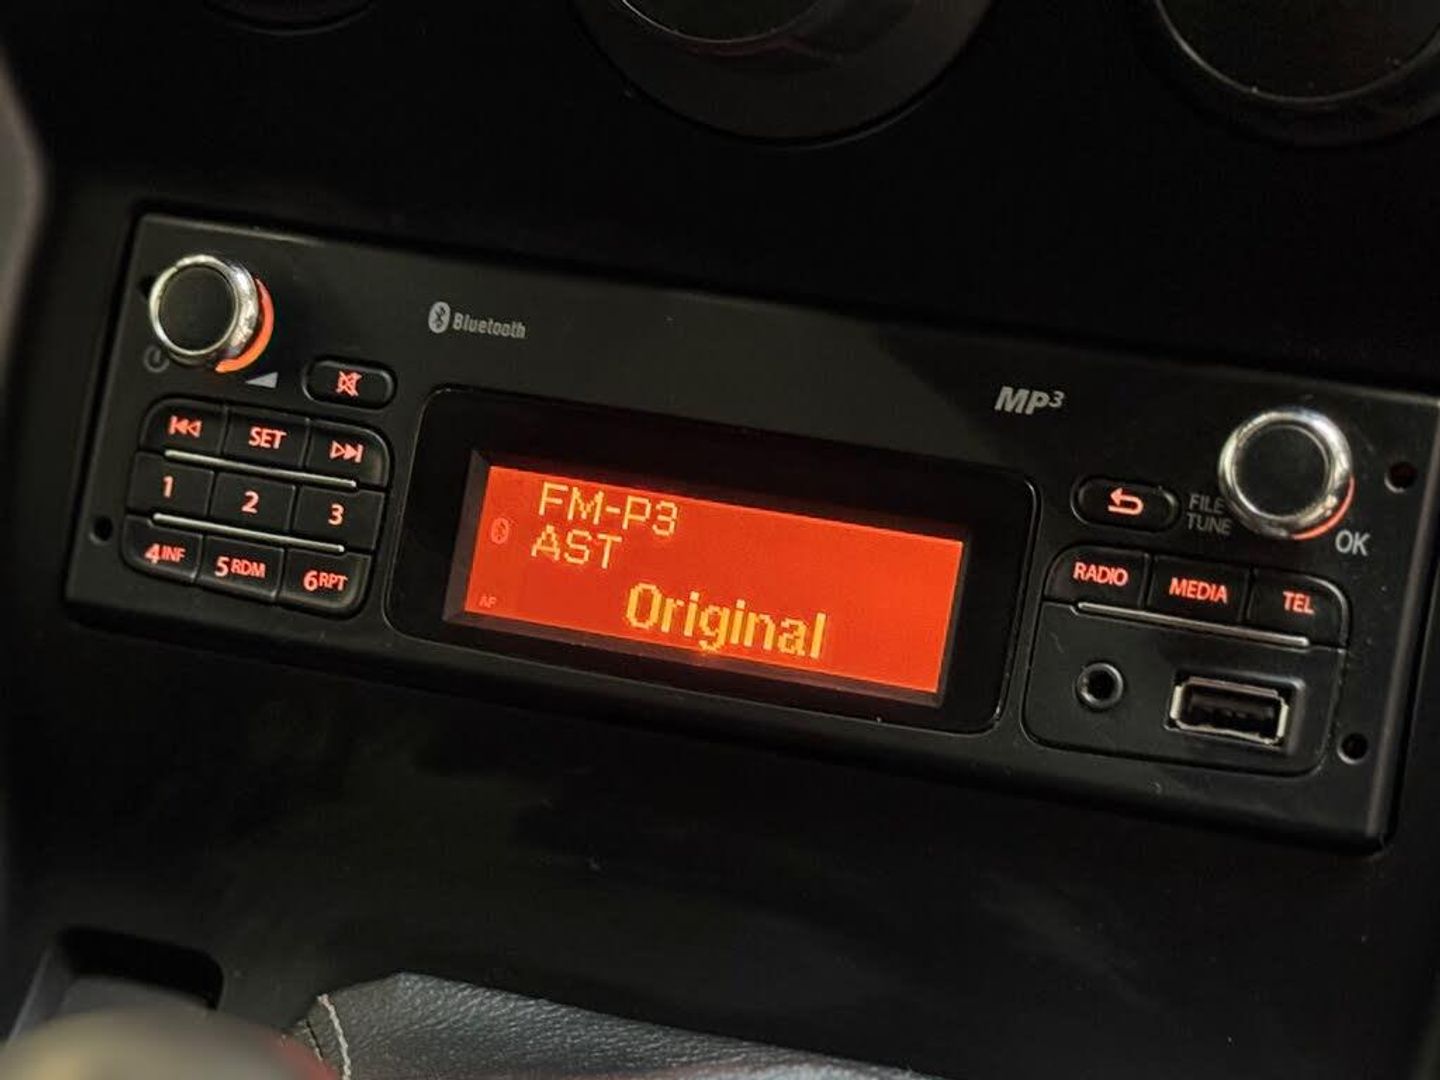 Bluetooth
MP3
SET
1 2 3
4INF 5RDM 6RPT
FM-P3
AST
Original
AF
FILE
TUNE
OK
RADIO MEDIA TEL